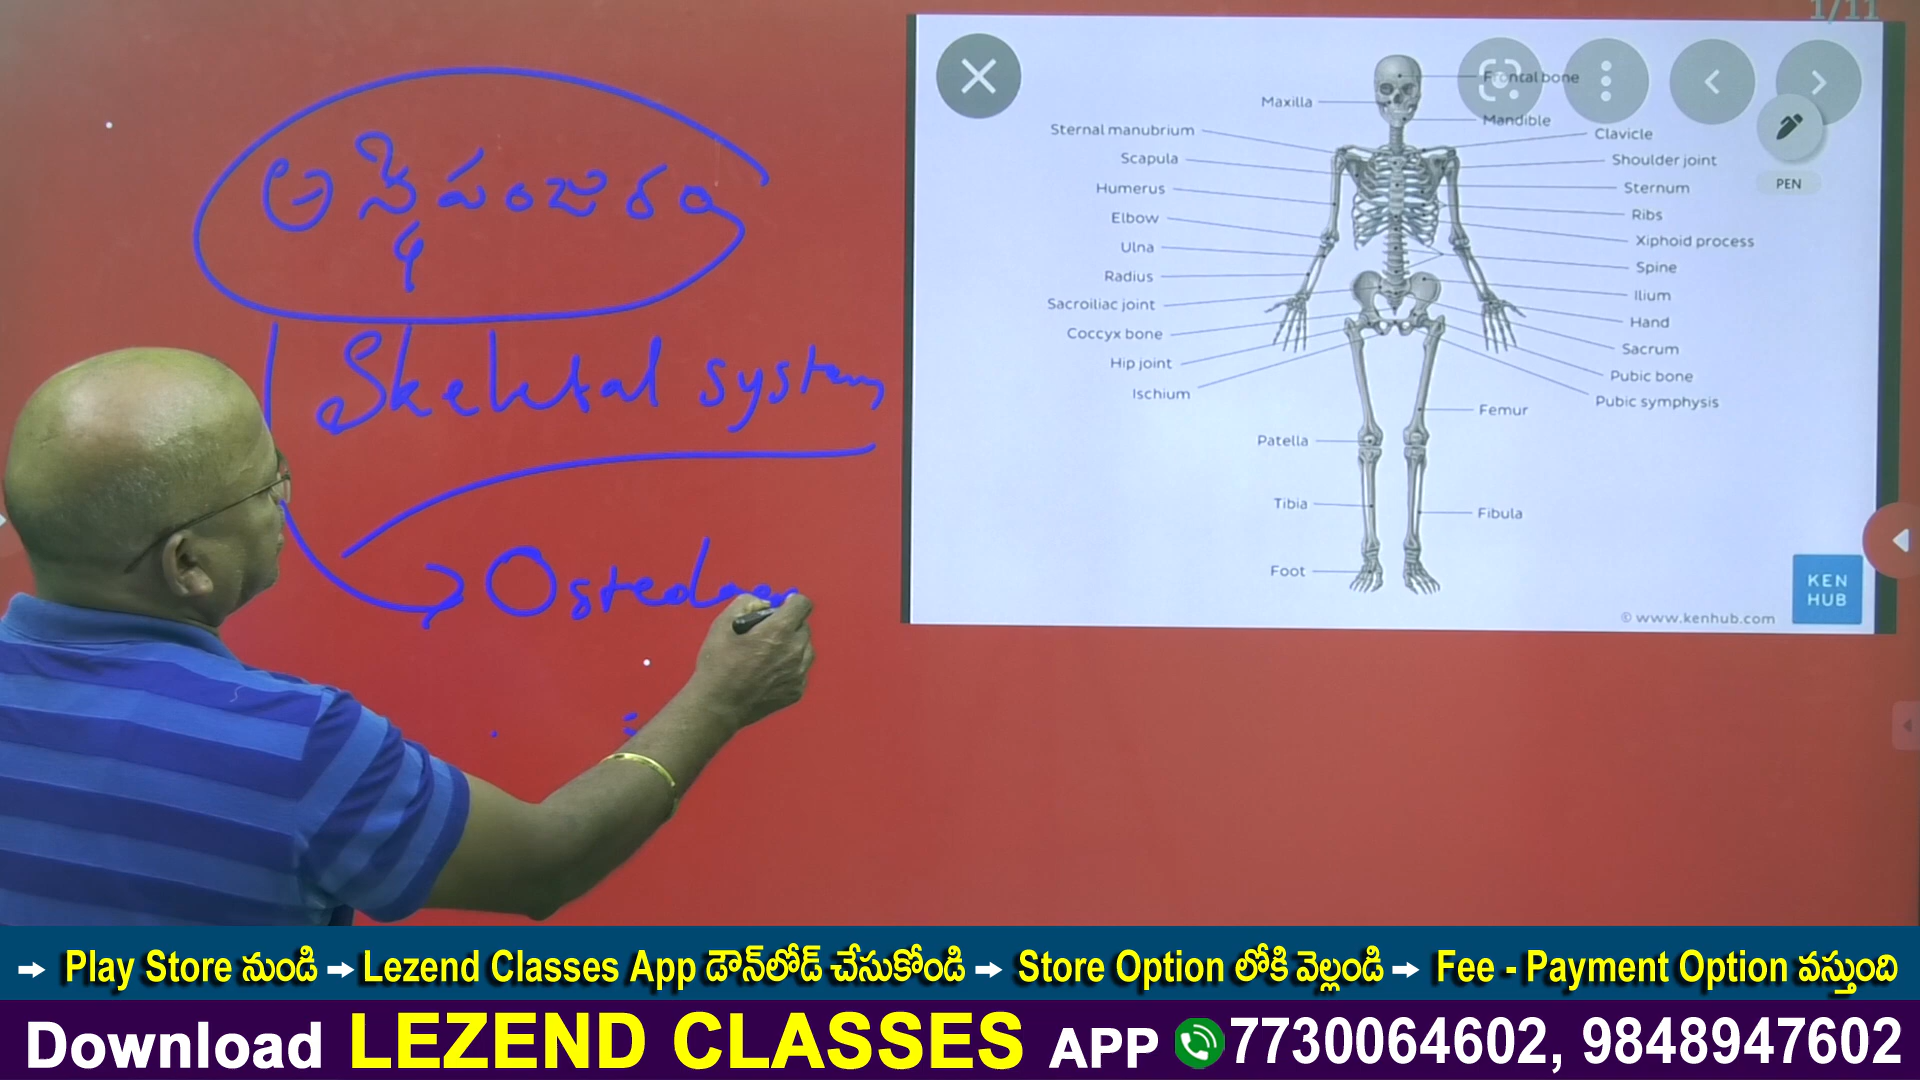 1/11
అస్థిపంజరం
Skeletal system
Frontal bone
Maxilla
Mandible
Sternal manubrium
Clavicle
Scapula
Shoulder joint
Humerus
Sternum
Elbow
Ribs
Ulna
Xiphoid process
Radius
Spine
Sacroiliac joint
Ilium
Coccyx bone
Hand
Hip joint
Sacrum
Ischium
Pubic bone
Pubic symphysis
Femur
Patella
Tibia
Fibula
Foot
PEN
KEN
HUB
© www.kenhub.com
Play Store నుండి → Lezend Classes App డౌన్‌లోడ్ చేసుకోండి → Store Option లోకి వెల్లండి → Fee - Payment Option వస్తుంది
Download LEZEND CLASSES APP 7730064602, 9848947602